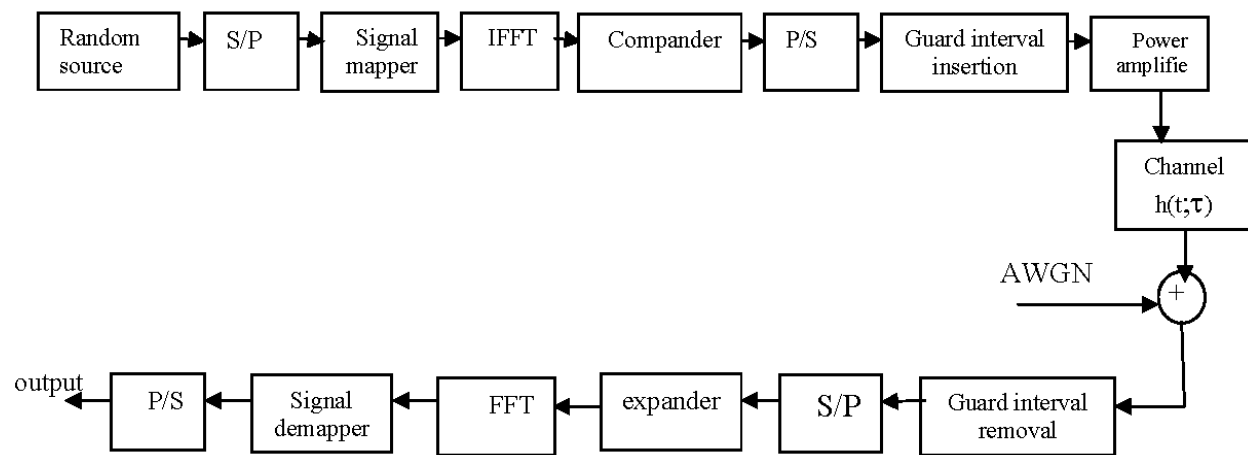 Random
source
S/P
Signal
mapper
IFFT
Compander
P/S
Guard interval
insertion
Power
amplifie
Channel
h(t;τ)
AWGN
+
output
P/S
Signal
demapper
FFT
expander
S/P
Guard interval
removal